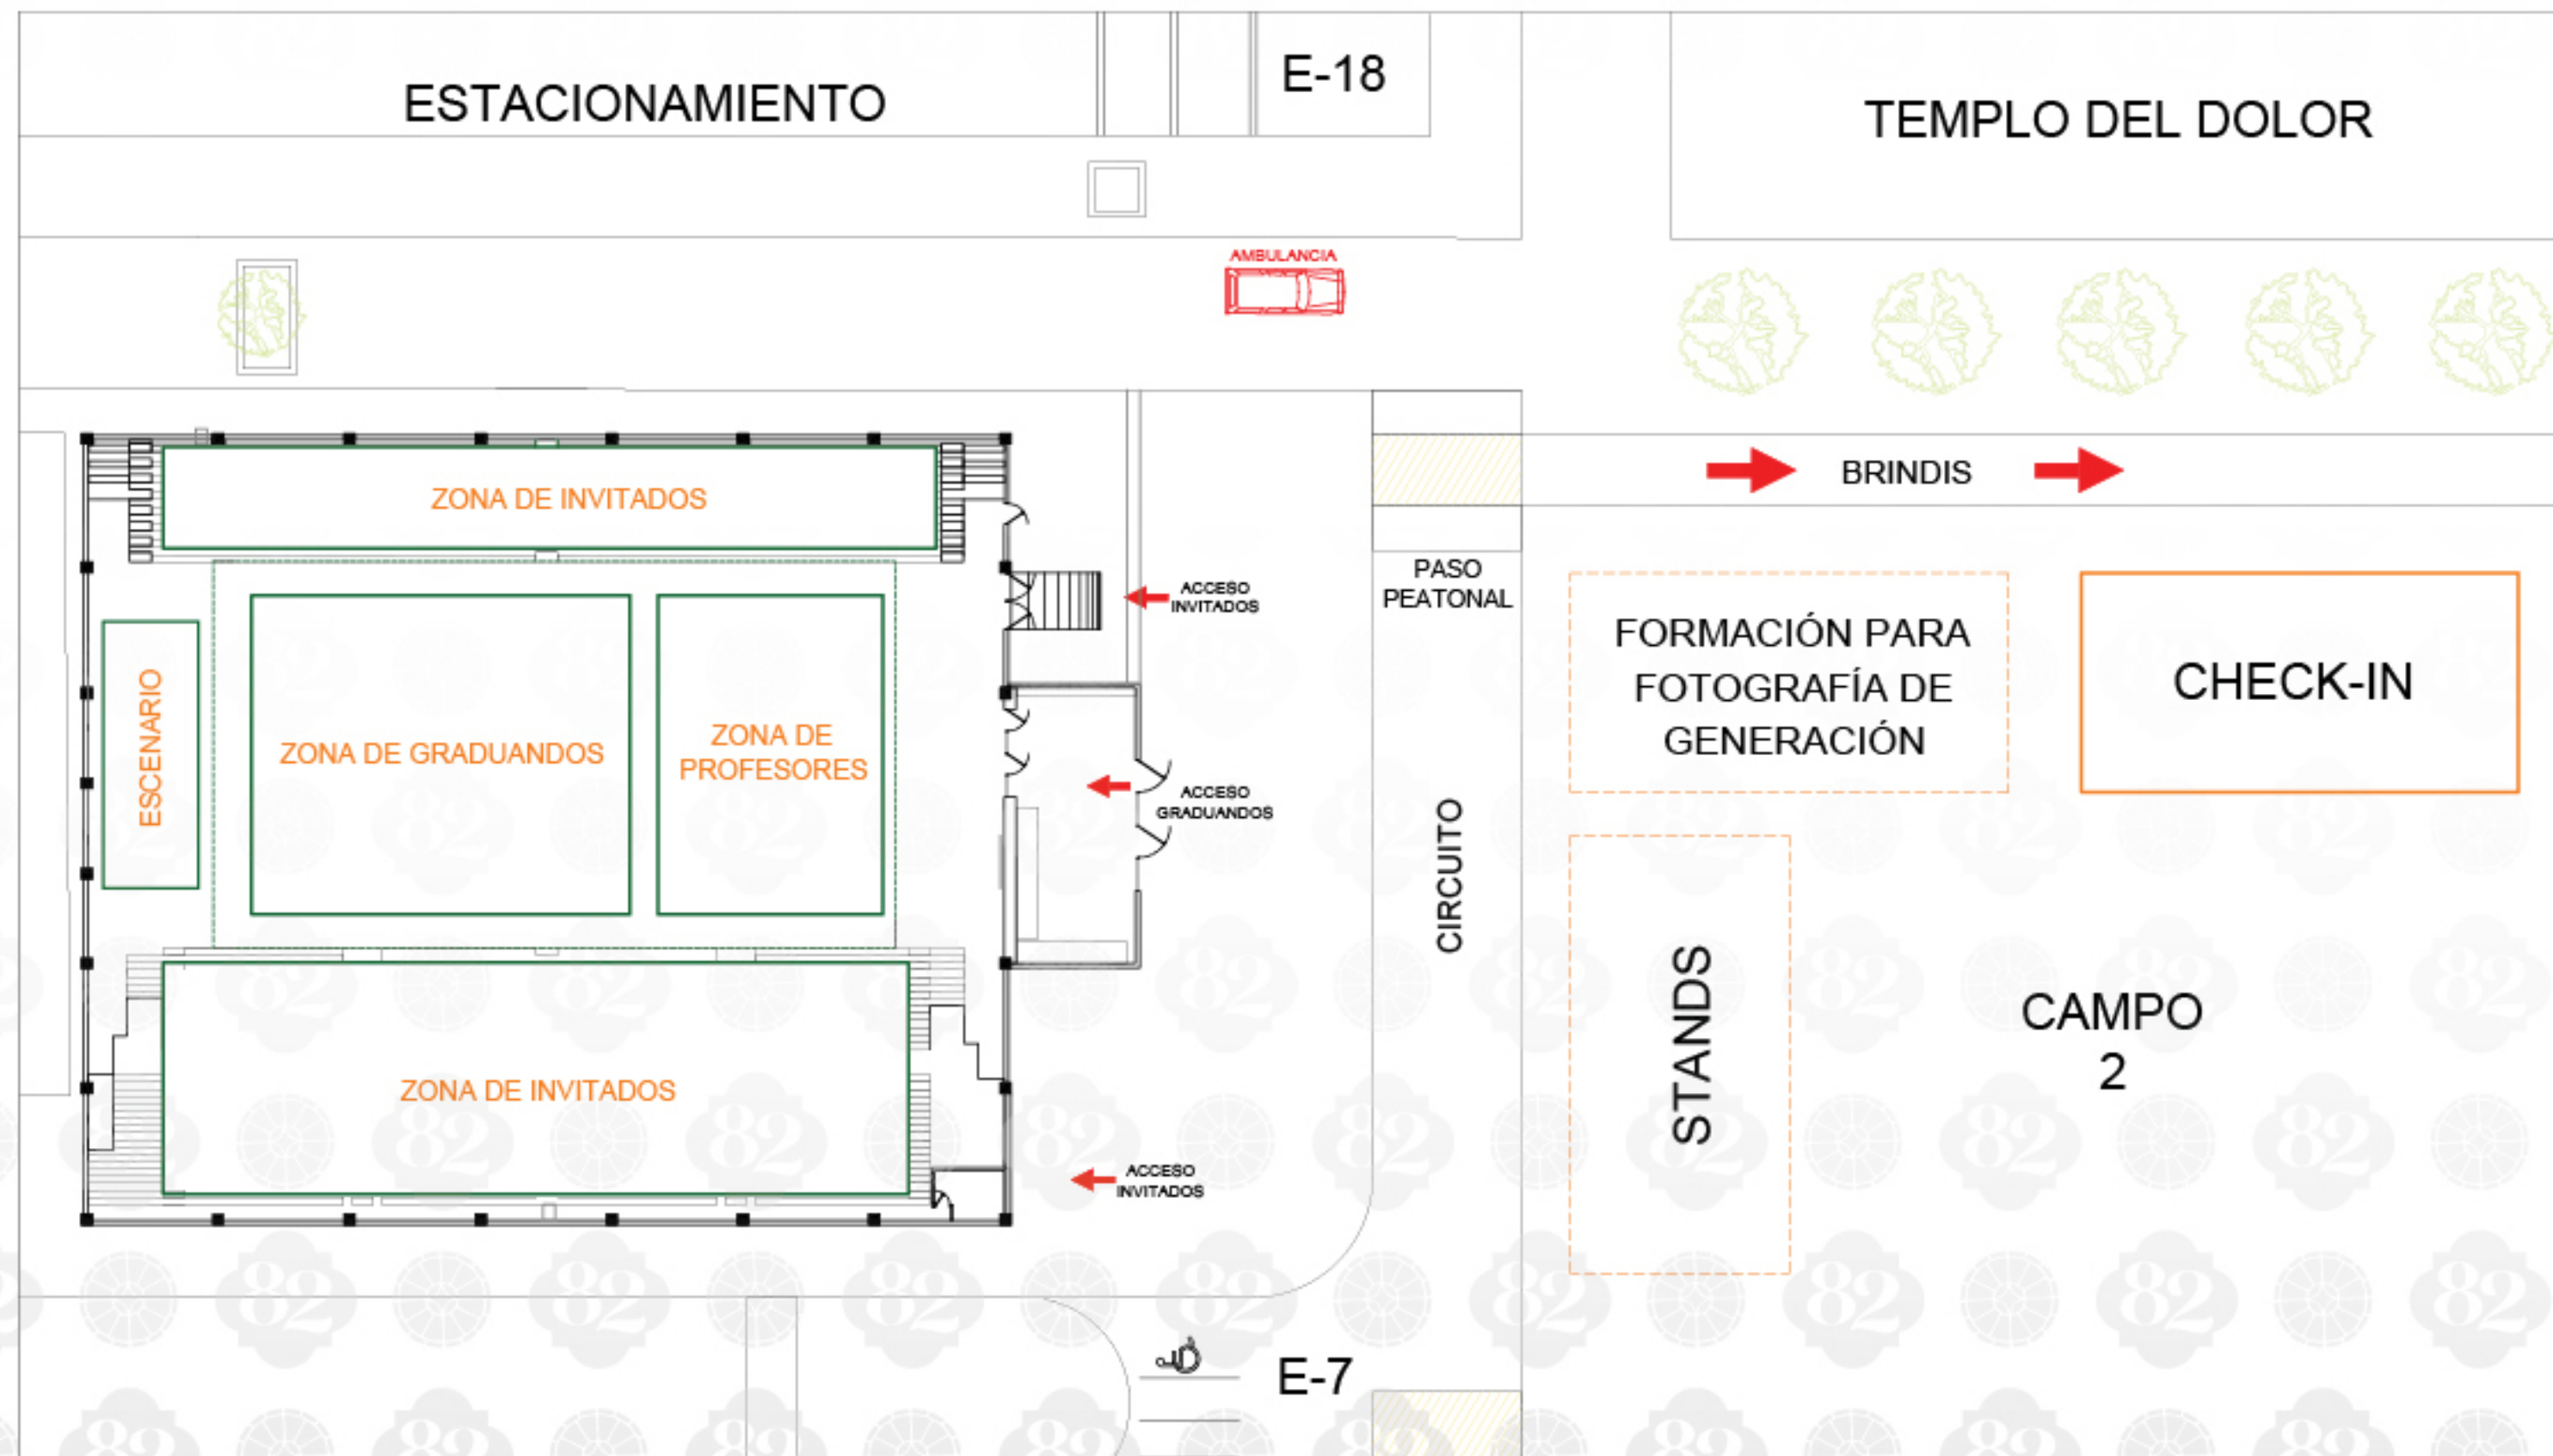 ESTACIONAMIENTO
E-18
TEMPLO DEL DOLOR
AMBULANCIA
BRINDIS
ZONA DE INVITADOS
PASO
PEATONAL
ACCESO
INVITADOS
FORMACIÓN PARA
FOTOGRAFÍA DE
GENERACIÓN
CHECK-IN
ESCENARIO
ZONA DE GRADUANDOS
ZONA DE
PROFESORES
ACCESO
GRADUANDOS
CIRCUITO
STANDS
CAMPO
2
ZONA DE INVITADOS
ACCESO
INVITADOS
E-7